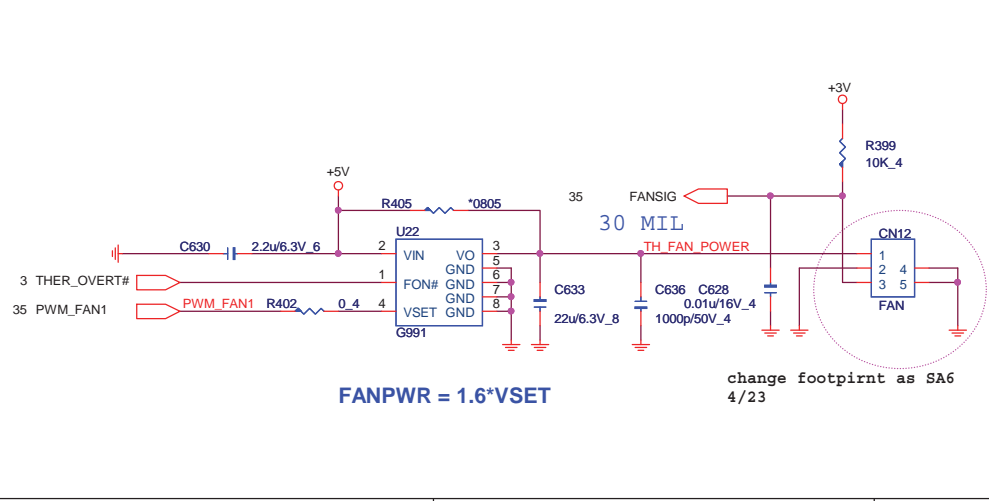 +3V
R399
10K_4
+5V
R405
*0805
35
FANSIG
30 MIL
U22
CN12
C630
2.2u/6.3V_6
2
VIN
VO
3
TH_FAN_POWER
1
5
GND
2
4
3 THER_OVERT#
1
FON#
GND
6
C633
C636
C628
3
5
0.01u/16V_4
7
GND
35 PWM_FAN1
PWM_FAN1
R402
0_4
4
VSET
GND
8
22u/6.3V_8
1000p/50V_4
FAN
G991
FANPWR = 1.6*VSET
change footpirnt as SA6
4/23